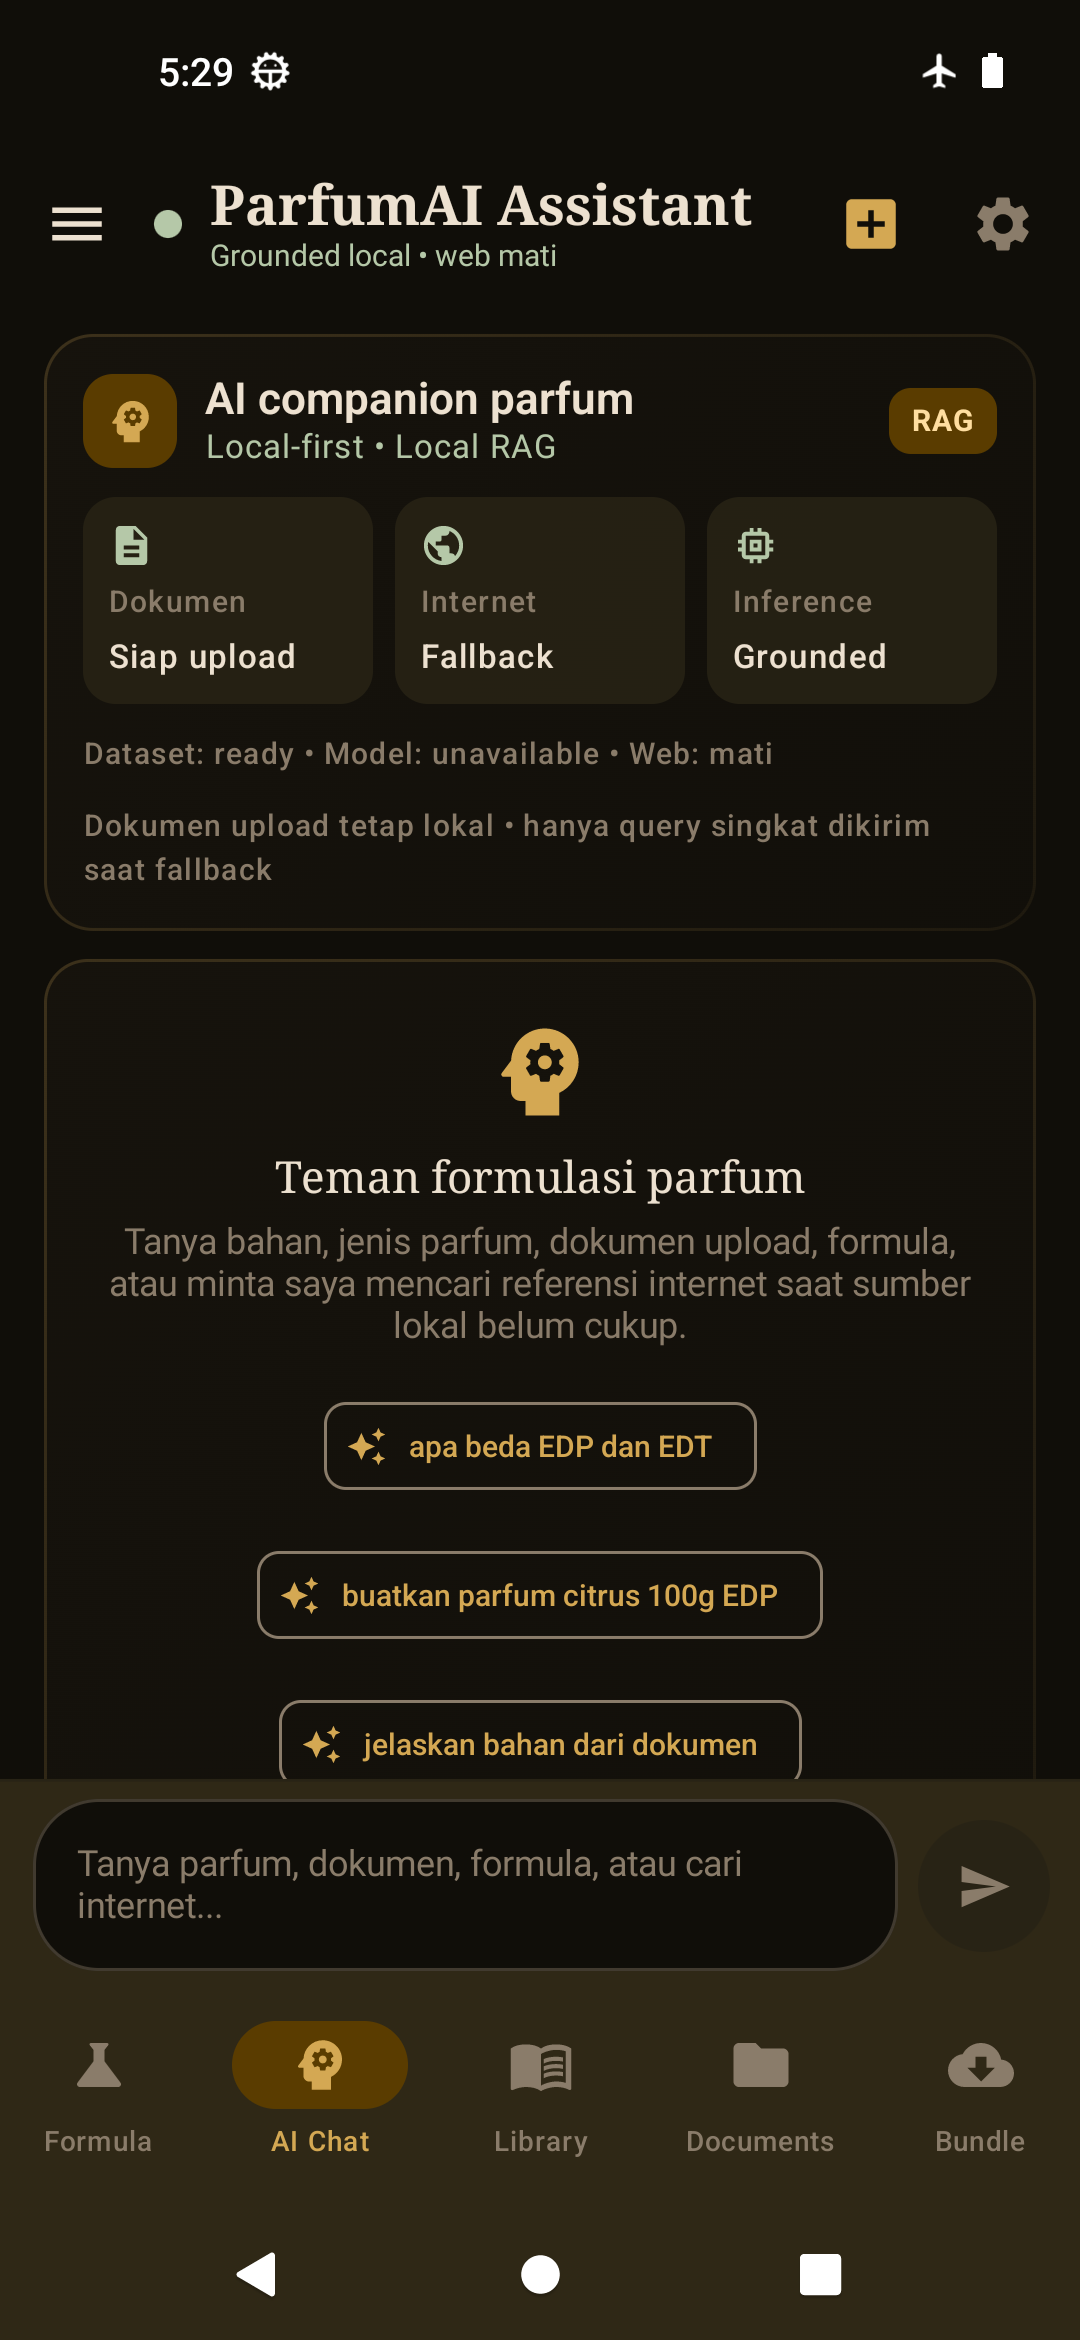 5:29
ParfumAI Assistant
Grounded local • web mati
AI companion parfum
Local-first • Local RAG
RAG
Dokumen
Siap upload
Internet
Fallback
Inference
Grounded
Dataset: ready • Model: unavailable • Web: mati
Dokumen upload tetap lokal • hanya query singkat dikirim
saat fallback
Teman formulasi parfum
Tanya bahan, jenis parfum, dokumen upload, formula,
atau minta saya mencari referensi internet saat sumber
lokal belum cukup.
apa beda EDP dan EDT
buatkan parfum citrus 100g EDP
jelaskan bahan dari dokumen
Tanya parfum, dokumen, formula, atau cari
internet...
Formula
AI Chat
Library
Documents
Bundle